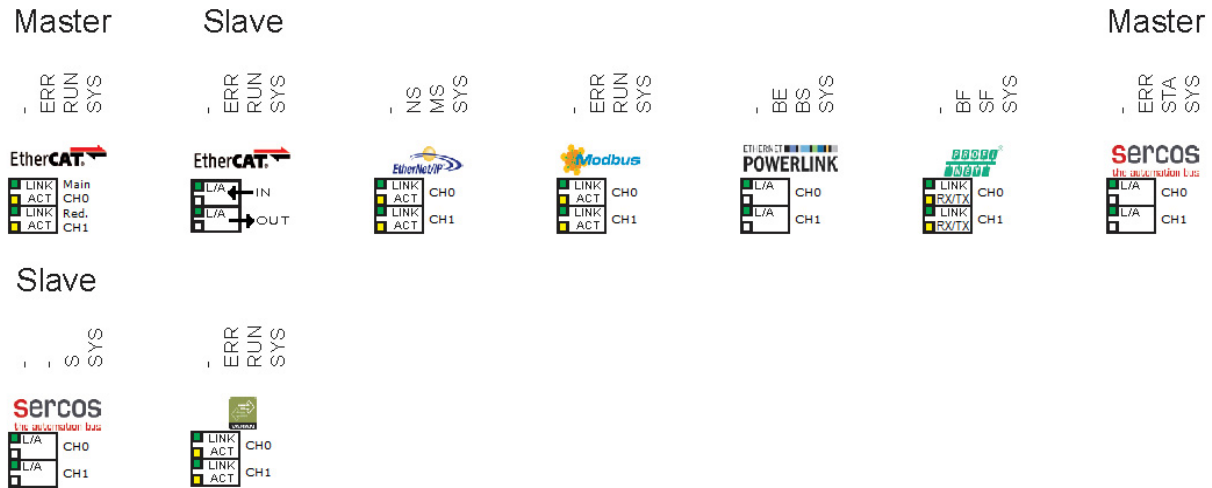 Master Slave Master
- ERR RUN SYS
- ERR RUN SYS
- NS MS SYS
- ERR RUN SYS
- BE BS SYS
- BF SF SYS
- ERR STA SYS
EtherCAT.
LINK Main
ACT CH0
LINK Red.
ACT CH1
EtherCAT.
L/A IN
L/A OUT
EtherNet/IP
LINK
ACT CH0
LINK
ACT CH1
Modbus
LINK
ACT CH0
LINK
ACT CH1
ETHERNET
POWERLINK
L/A CH0
L/A CH1
PROFI
NET
LINK
RX/TX CH0
LINK
RX/TX CH1
sercos
the automation bus
L/A CH0
L/A CH1
Slave
- - S SYS
- ERR RUN SYS
sercos
the automation bus
L/A CH0
L/A CH1
LINK
ACT CH0
LINK
ACT CH1